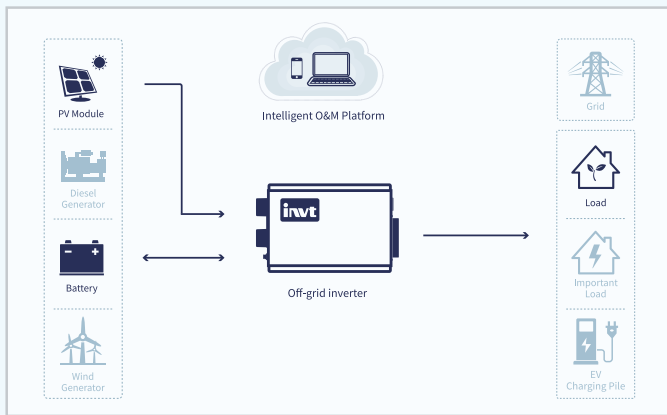 PV Module
Diesel
Generator
Battery
Wind
Generator
Intelligent O&M Platform
invt
Off-grid inverter
Grid
Load
Important
Load
EV
Charging Pile